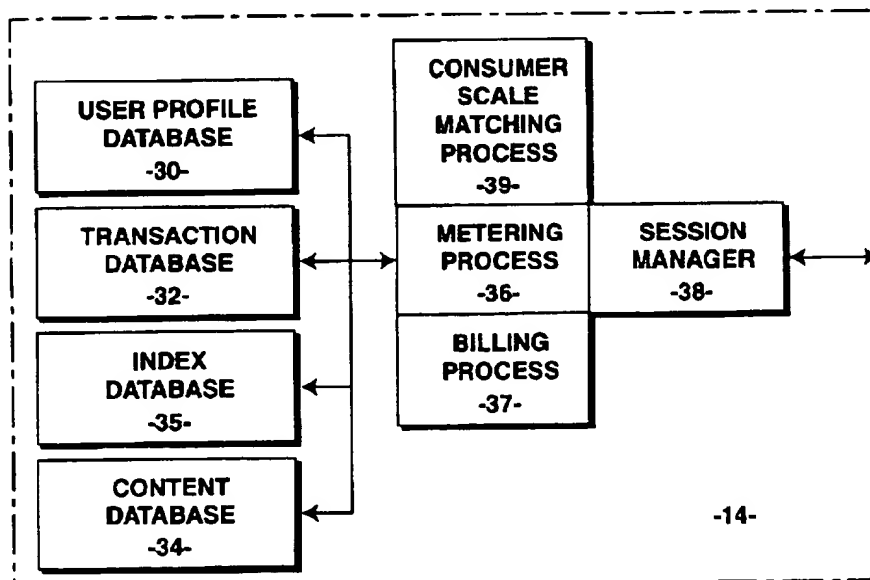 USER PROFILE
DATABASE
-30-
TRANSACTION
DATABASE
-32-
INDEX
DATABASE
-35-
CONTENT
DATABASE
-34-
CONSUMER
SCALE
MATCHING
PROCESS
-39-
METERING
PROCESS
-36-
BILLING
PROCESS
-37-
SESSION
MANAGER
-38-
-14-